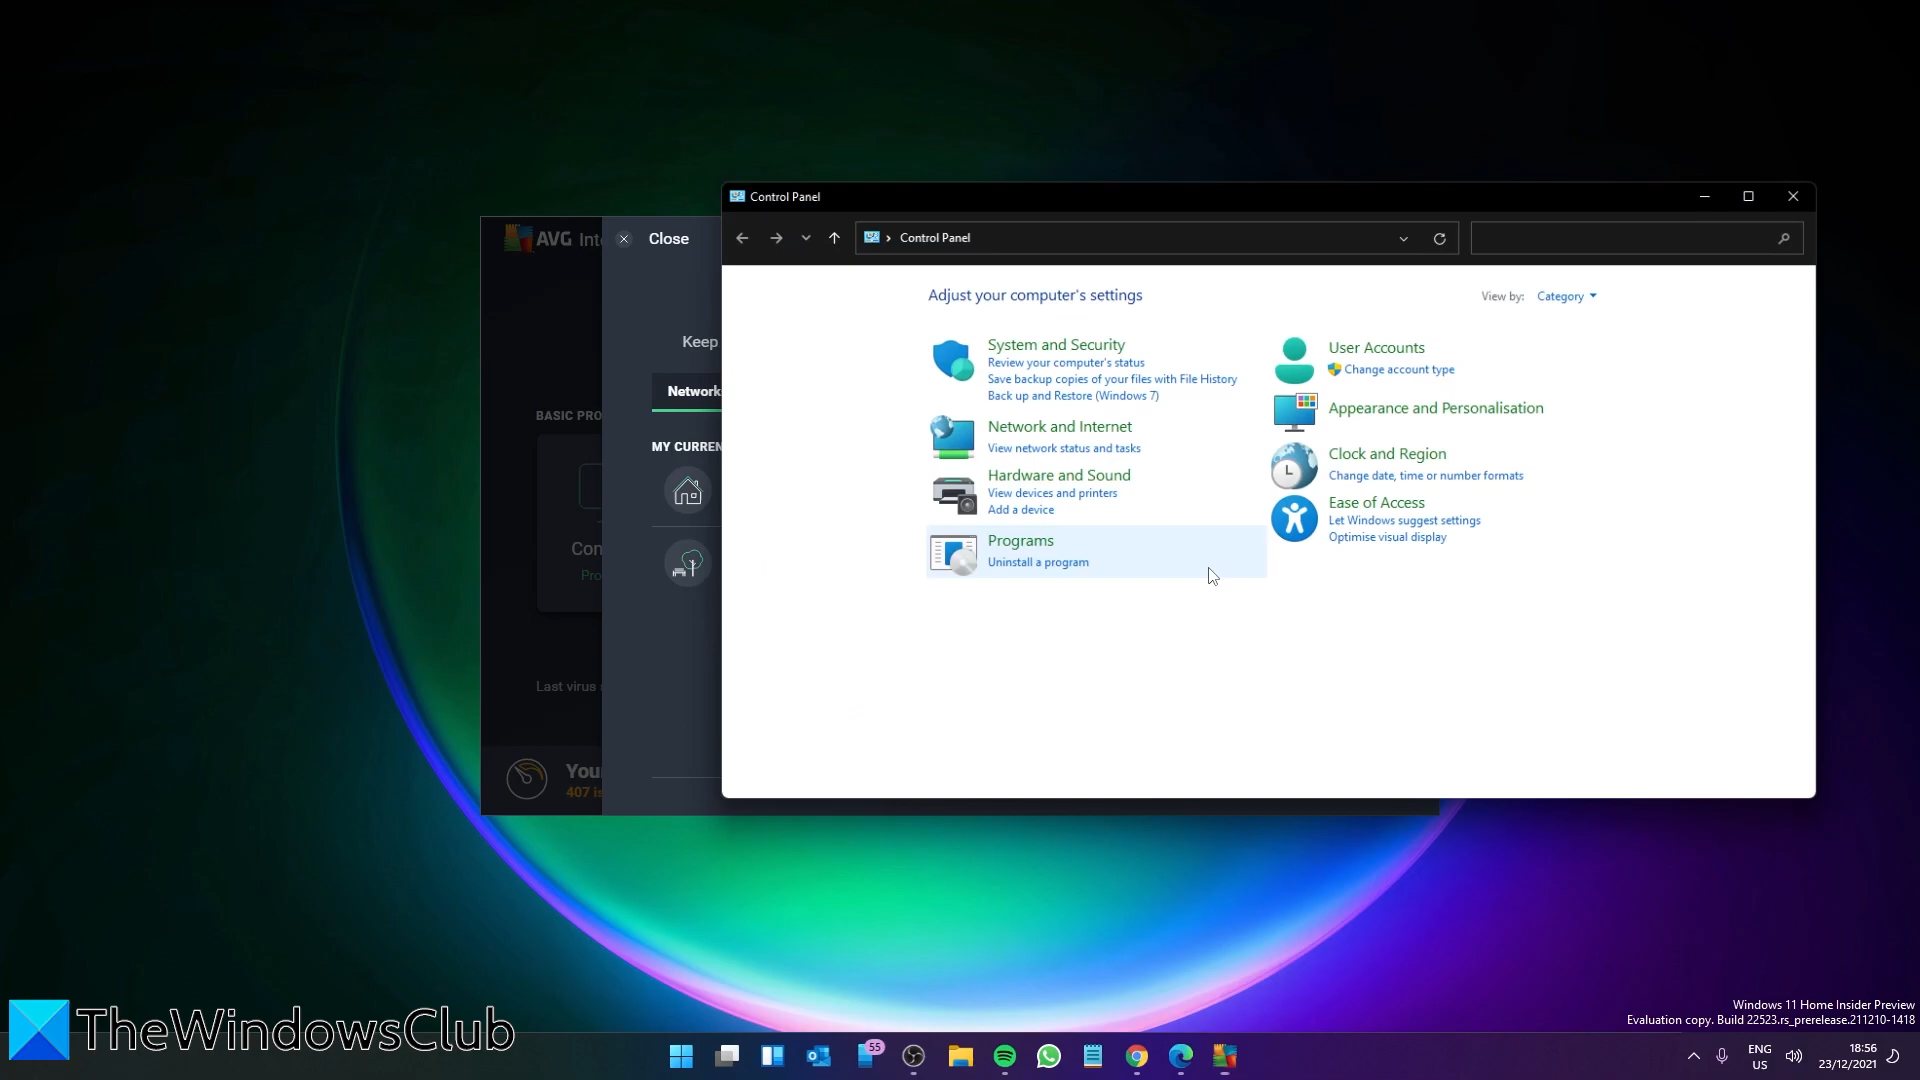 Control Panel
Control Panel
AVG Int
Close
Adjust your computer's settings
View by: Category
System and Security
Review your computer's status
Save backup copies of your files with File History
Back up and Restore (Windows 7)
Network and Internet
View network status and tasks
Hardware and Sound
View devices and printers
Add a device
Programs
Uninstall a program
User Accounts
Change account type
Appearance and Personalisation
Clock and Region
Change date, time or number formats
Ease of Access
Let Windows suggest settings
Optimise visual display
Keep
Network
BASIC PRO
MY CURREN
Con
Pro
Last virus
You
407 is
TheWindowsClub
Windows 11 Home Insider Preview
Evaluation copy. Build 22523.rs_prerelease.211210-1418
55
ENG
US
18:56
23/12/2021